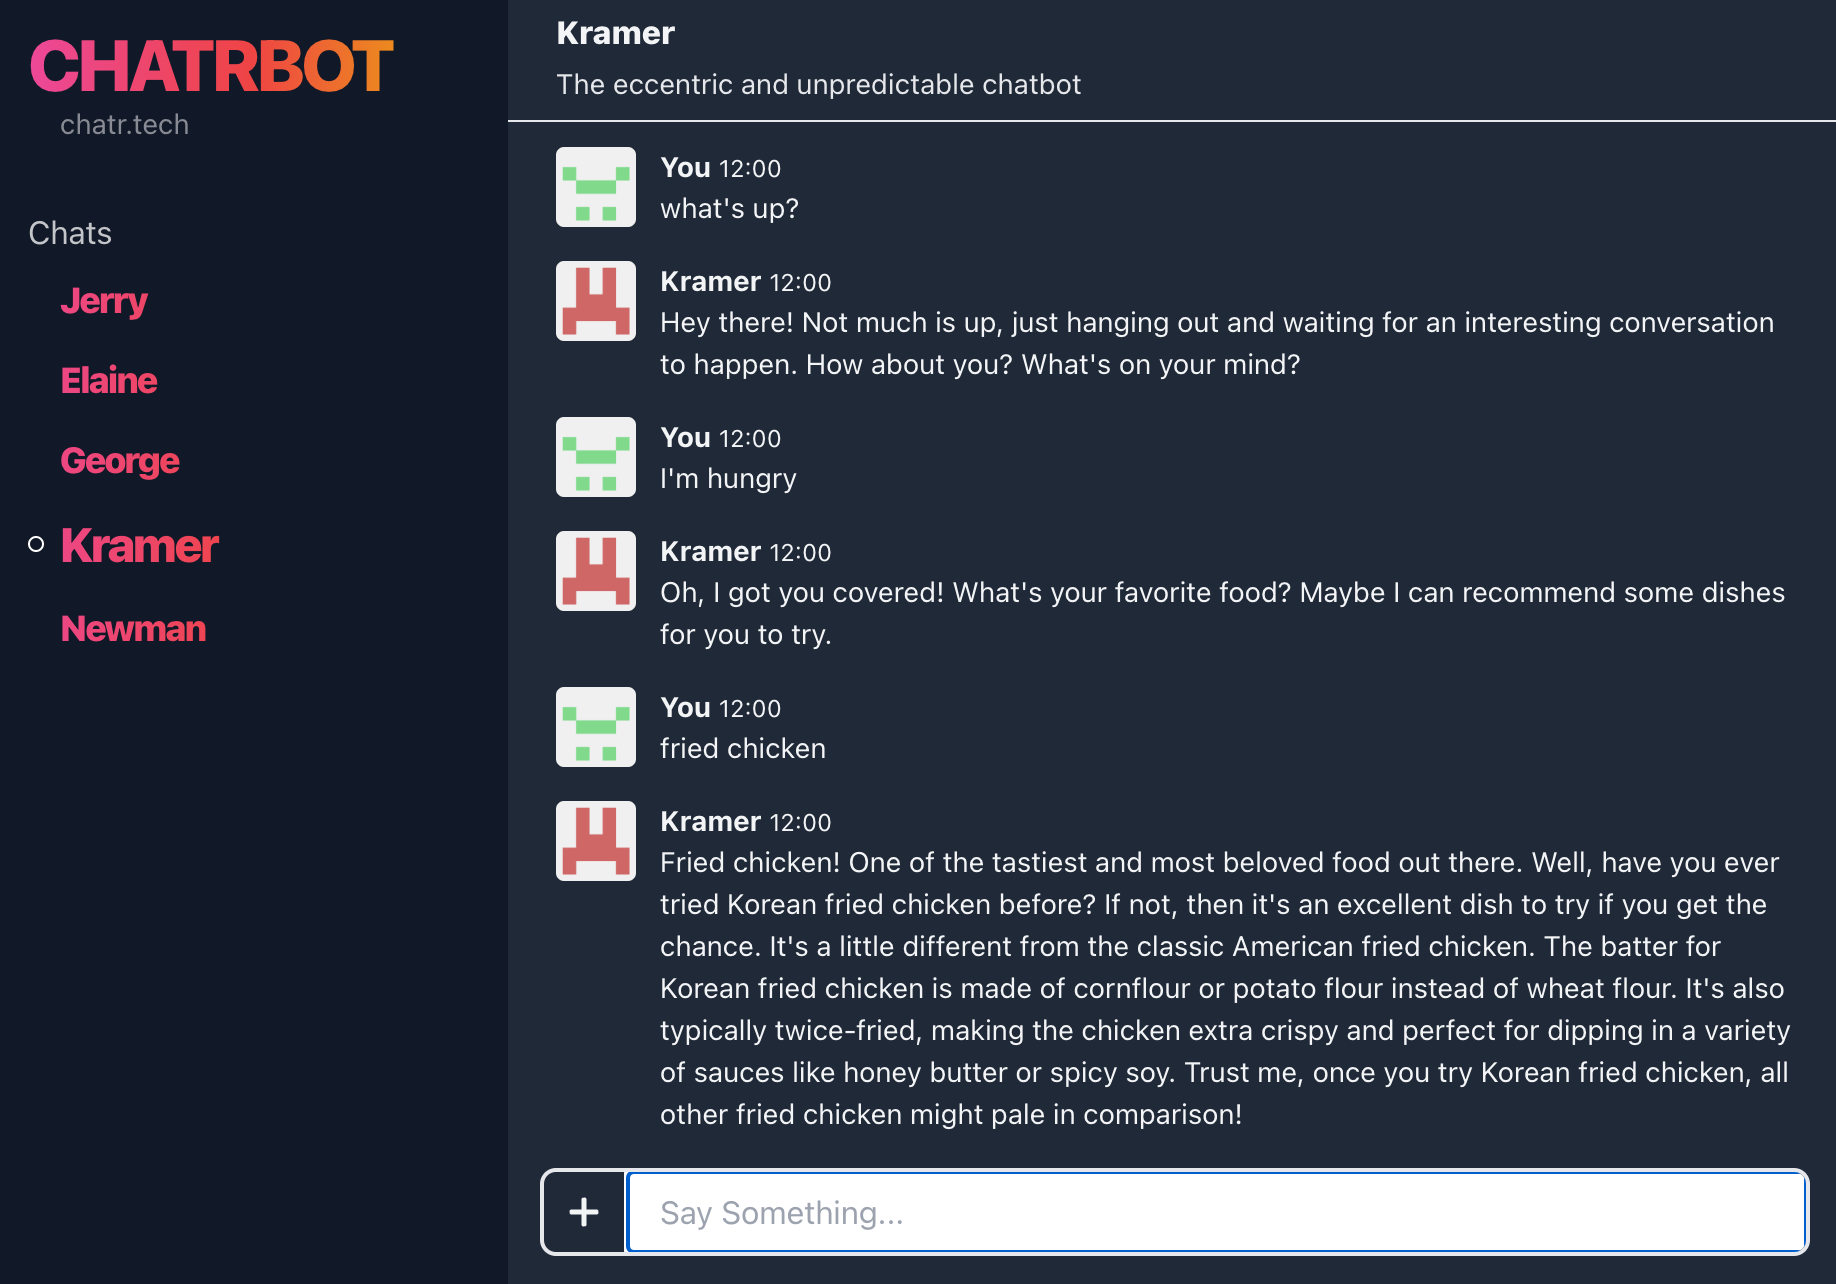 CHATRBOT
chatr.tech
Chats
Jerry
Elaine
George
Kramer
Newman
Kramer
The eccentric and unpredictable chatbot
You 12:00
what's up?
Kramer 12:00
Hey there! Not much is up, just hanging out and waiting for an interesting conversation
to happen. How about you? What's on your mind?
You 12:00
I'm hungry
Kramer 12:00
Oh, I got you covered! What's your favorite food? Maybe I can recommend some dishes
for you to try.
You 12:00
fried chicken
Kramer 12:00
Fried chicken! One of the tastiest and most beloved food out there. Well, have you ever
tried Korean fried chicken before? If not, then it's an excellent dish to try if you get the
chance. It's a little different from the classic American fried chicken. The batter for
Korean fried chicken is made of cornflour or potato flour instead of wheat flour. It's also
typically twice-fried, making the chicken extra crispy and perfect for dipping in a variety
of sauces like honey butter or spicy soy. Trust me, once you try Korean fried chicken, all
other fried chicken might pale in comparison!
+
Say Something...